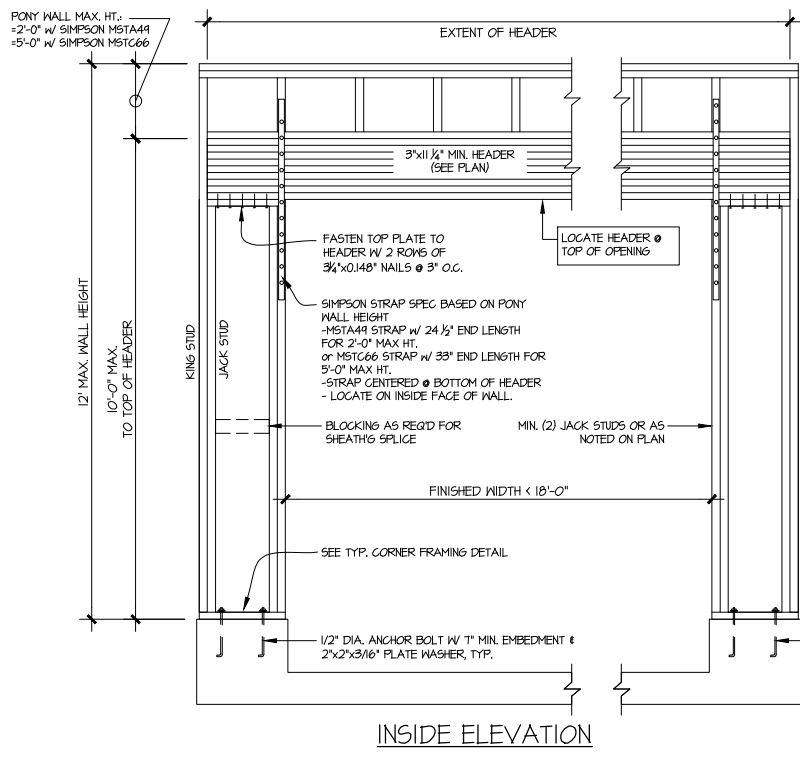 PONY WALL MAX. HT.:
=2'-0" W/ SIMPSON MSTA49
=5'-0" W/ SIMPSON MSTC66
EXTENT OF HEADER
3"x11 1/4" MIN. HEADER
(SEE PLAN)
FASTEN TOP PLATE TO
HEADER W/ 2 ROWS OF
3 1/4"x0.148" NAILS @ 3" O.C.
LOCATE HEADER @
TOP OF OPENING
SIMPSON STRAP SPEC BASED ON PONY
WALL HEIGHT
-MSTA49 STRAP W/ 24 1/2" END LENGTH
FOR 2'-0" MAX HT.
or MSTC66 STRAP W/ 33" END LENGTH FOR
5'-0" MAX HT.
-STRAP CENTERED @ BOTTOM OF HEADER
- LOCATE ON INSIDE FACE OF WALL.
12' MAX. WALL HEIGHT
10'-0" MAX.
TO TOP OF HEADER
KING STUD
JACK STUD
BLOCKING AS REQ'D FOR
SHEATH'G SPLICE
MIN. (2) JACK STUDS OR AS
NOTED ON PLAN
FINISHED WIDTH < 18'-0"
SEE TYP. CORNER FRAMING DETAIL
1/2" DIA. ANCHOR BOLT W/ 7" MIN. EMBEDMENT &
2"x2"x3/16" PLATE WASHER, TYP.
INSIDE ELEVATION